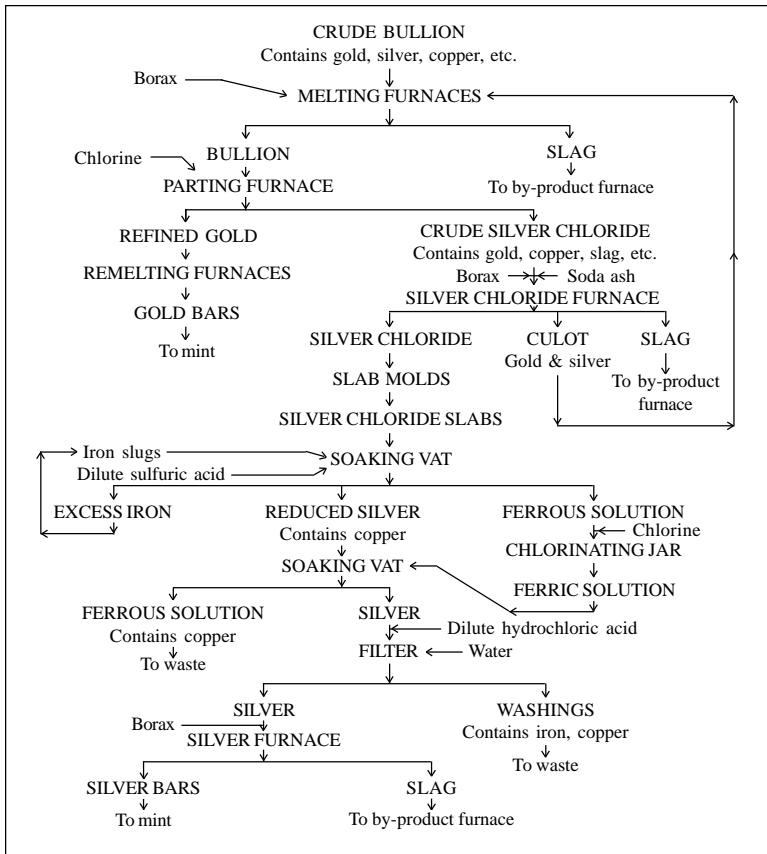 CRUDE BULLION
Contains gold, silver, copper, etc.
Borax
MELTING FURNACES
BULLION
SLAG
Chlorine
PARTING FURNACE
To by-product furnace
REFINED GOLD
CRUDE SILVER CHLORIDE
Contains gold, copper, slag, etc.
REMELTING FURNACES
Borax
Soda ash
SILVER CHLORIDE FURNACE
GOLD BARS
To mint
SILVER CHLORIDE
CULOT
Gold & silver
SLAG
SLAB MOLDS
To by-product
furnace
SILVER CHLORIDE SLABS
Iron slugs
Dilute sulfuric acid
SOAKING VAT
EXCESS IRON
REDUCED SILVER
Contains copper
FERROUS SOLUTION
Chlorine
CHLORINATING JAR
SOAKING VAT
FERRIC SOLUTION
FERROUS SOLUTION
Contains copper
To waste
SILVER
Dilute hydrochloric acid
FILTER
Water
SILVER
WASHINGS
Contains iron, copper
Borax
SILVER FURNACE
To waste
SILVER BARS
SLAG
To mint
To by-product furnace